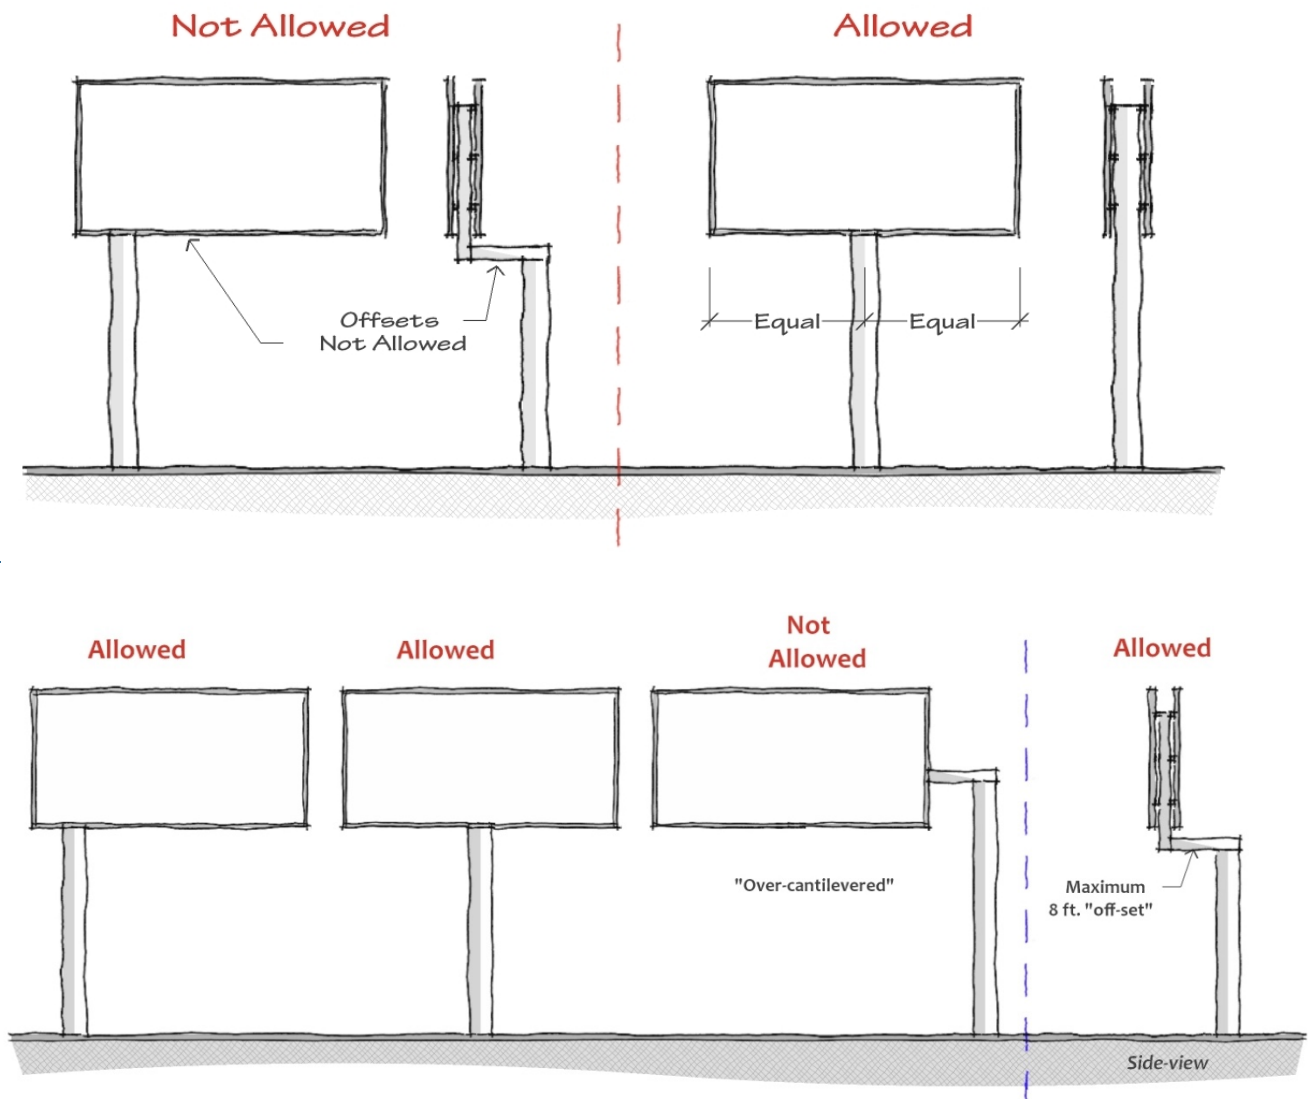 Not Allowed
Allowed
Offsets
Not Allowed
Equal
Equal
Allowed
Allowed
Not
Allowed
Allowed
"Over-cantilevered"
Maximum
8 ft. "off-set"
Side-view